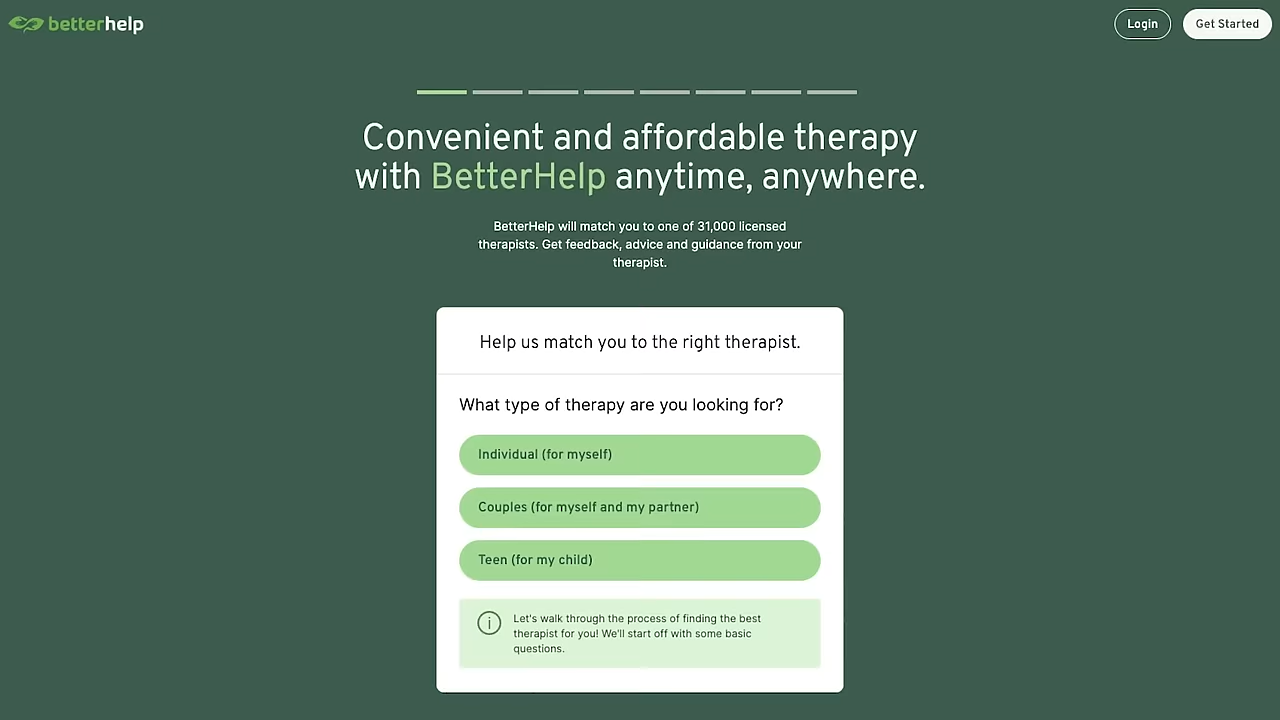 betterhelp
Login
Get Started
Convenient and affordable therapy
with BetterHelp anytime, anywhere.
BetterHelp will match you to one of 31,000 licensed
therapists. Get feedback, advice and guidance from your
therapist.
Help us match you to the right therapist.
What type of therapy are you looking for?
Individual (for myself)
Couples (for myself and my partner)
Teen (for my child)
Let's walk through the process of finding the best
therapist for you! We'll start off with some basic
questions.